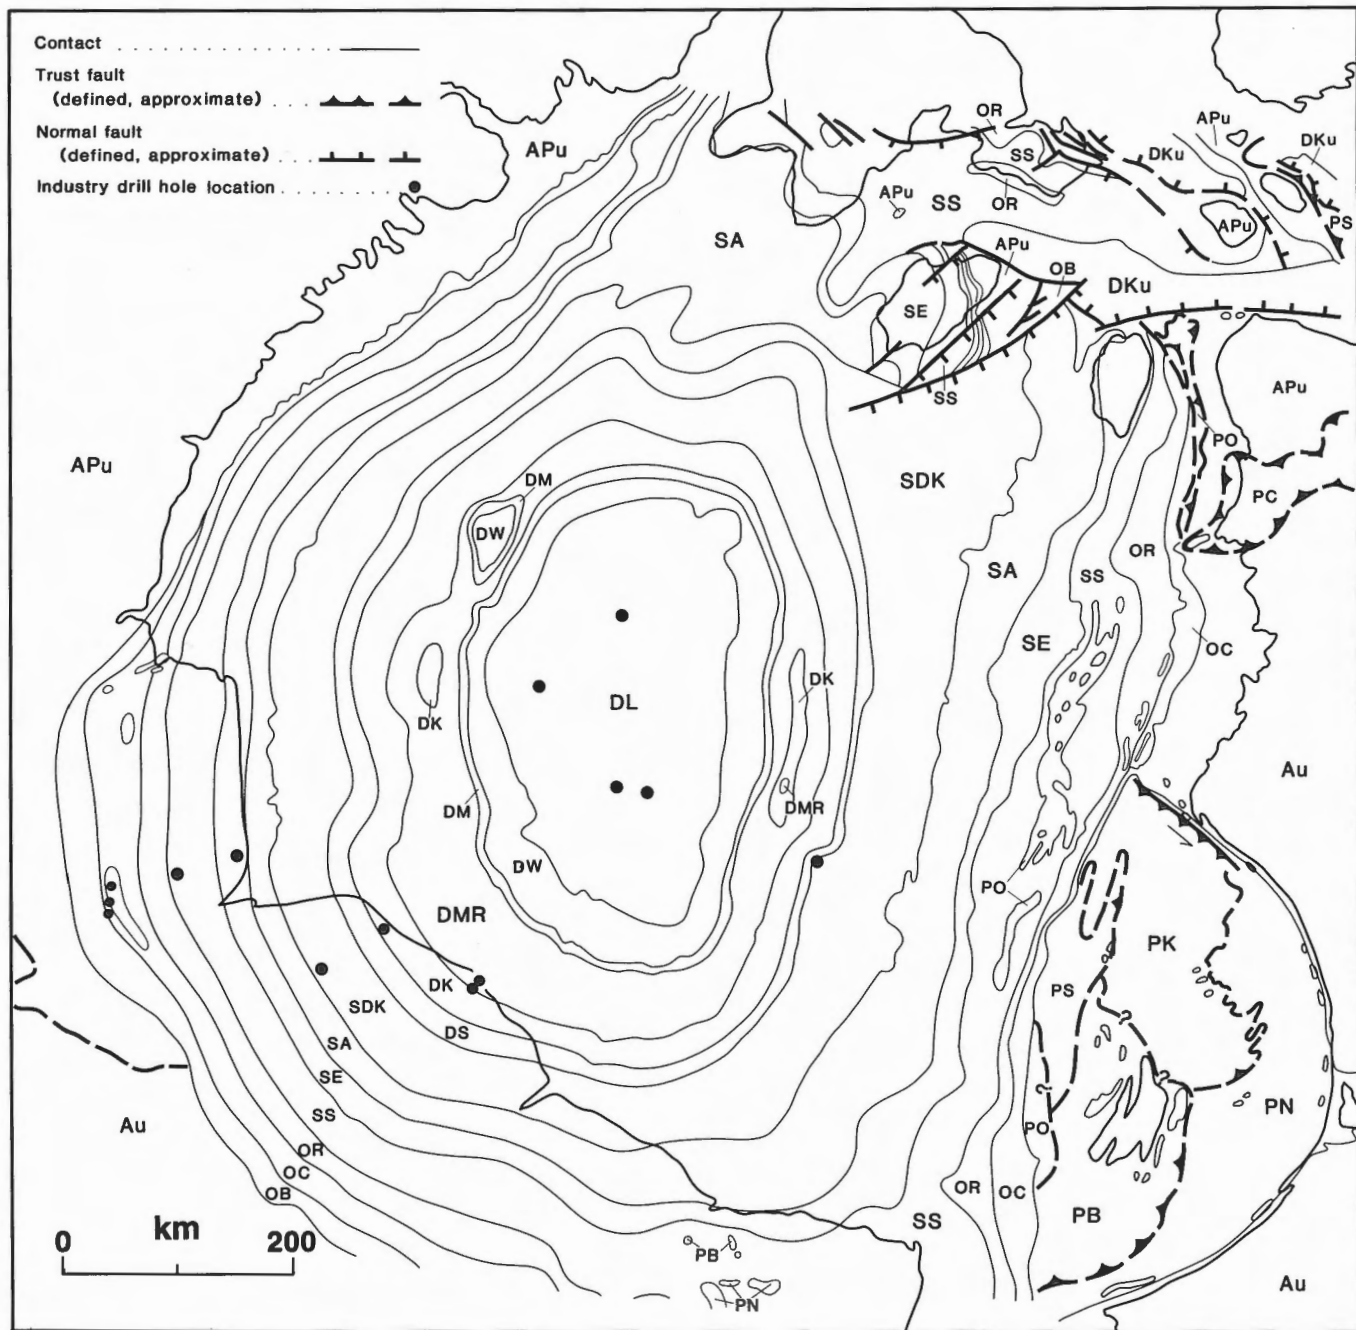 Contact
Trust fault
(defined, approximate)
Normal fault
(defined, approximate)
Industry drill hole location
APu
OR
APu
DKu
DKu
SS
APu
SS
OR
APu
PS
SA
APu
OB
DKu
SE
SS
APu
APu
PO
DM
SDK
PC
DW
OR
SA
SS
SE
OC
DK
DL
DK
Au
DM
DMR
DW
PO
DMR
PK
DK
PS
SDK
DS
?
SA
SE
?
PN
Au
SS
PO
OR
OC
OR
OC
OB
SS
PB
km
0 200
PB
Au
PN